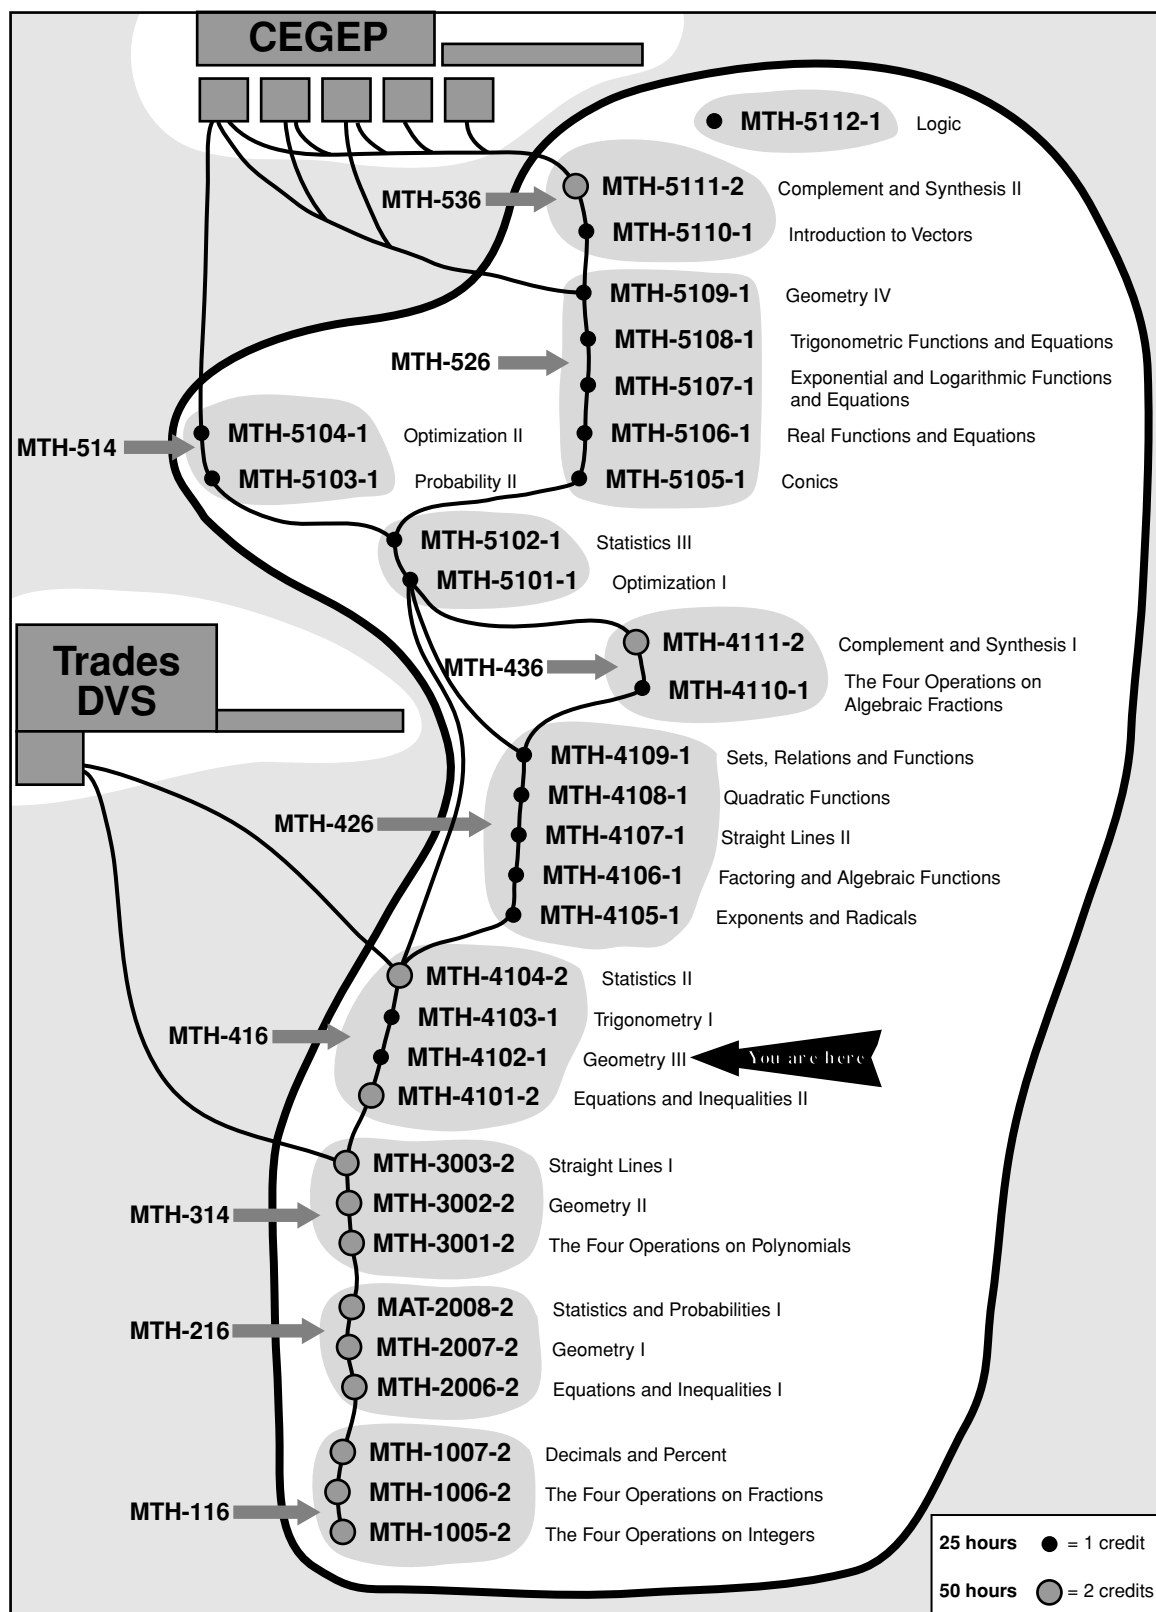 CEGEP
MTH-5112-1 Logic
MTH-5111-2 Complement and Synthesis II
MTH-536
MTH-5110-1 Introduction to Vectors
MTH-5109-1 Geometry IV
MTH-5108-1 Trigonometric Functions and Equations
MTH-526
MTH-5107-1 Exponential and Logarithmic Functions
and Equations
MTH-5104-1 Optimization II
MTH-5106-1 Real Functions and Equations
MTH-514
MTH-5103-1 Probability II
MTH-5105-1 Conics
MTH-5102-1 Statistics III
MTH-5101-1 Optimization I
MTH-4111-2 Complement and Synthesis I
Trades
DVS
MTH-436
MTH-4110-1 The Four Operations on
Algebraic Fractions
MTH-4109-1 Sets, Relations and Functions
MTH-4108-1 Quadratic Functions
MTH-426
MTH-4107-1 Straight Lines II
MTH-4106-1 Factoring and Algebraic Functions
MTH-4105-1 Exponents and Radicals
MTH-4104-2 Statistics II
MTH-4103-1 Trigonometry I
MTH-416
MTH-4102-1 Geometry III You are here
MTH-4101-2 Equations and Inequalities II
MTH-3003-2 Straight Lines I
MTH-3002-2 Geometry II
MTH-314
MTH-3001-2 The Four Operations on Polynomials
MAT-2008-2 Statistics and Probabilities I
MTH-216
MTH-2007-2 Geometry I
MTH-2006-2 Equations and Inequalities I
MTH-1007-2 Decimals and Percent
MTH-1006-2 The Four Operations on Fractions
MTH-116
MTH-1005-2 The Four Operations on Integers
25 hours = 1 credit
50 hours = 2 credits